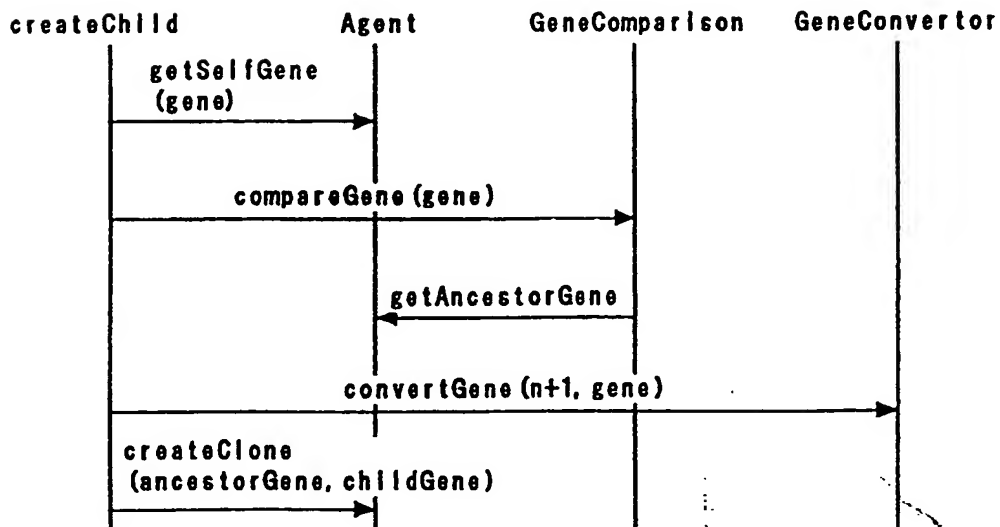 createChild Agent GeneComparison GeneConvertor
getSelfGene
(gene)
compareGene (gene)
getAncestorGene
convertGene (n+1, gene)
createClone
(ancestorGene, childGene)